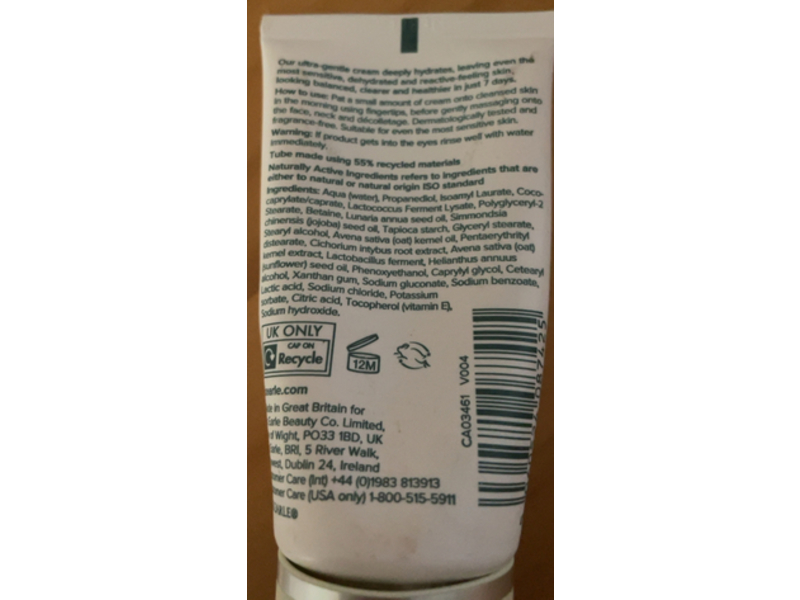 Our ultra-gentle cream deeply hydrates, leaving even the
most sensitive, dehydrated and reactive-feeling skin,
looking balanced, clearer and healthier in just 7 days.
How to use: Pat a small amount of cream onto cleansed skin
in the morning using fingertips, before gently massaging onto
the face, neck and décolletage. Dermatologically tested and
fragrance-free. Suitable for even the most sensitive skin.
Warning: If product gets into the eyes rinse well with water
immediately.
Tube made using 55% recycled materials
Naturally Active Ingredients refers to ingredients that are
either to natural or natural origin ISO standard
Ingredients: Aqua (water), Propanediol, Isoamyl Laurate, Coco-
caprylate/caprate, Lactococcus Ferment Lysate, Polyglyceryl-2
Stearate, Betaine, Lunaria annua seed oil, Simmondsia
chinensis (jojoba) seed oil, Tapioca starch, Glyceryl stearate,
Stearyl alcohol, Avena sativa (oat) kernel oil, Pentaerythrityl
distearate, Cichorium intybus root extract, Avena sativa (oat)
kernel extract, Lactobacillus ferment, Helianthus annuus
(sunflower) seed oil, Phenoxyethanol, Caprylyl glycol, Cetearyl
alcohol, Xanthan gum, Sodium gluconate, Sodium benzoate,
Lactic acid, Sodium chloride, Potassium
sorbate, Citric acid, Tocopherol (vitamin E),
Sodium hydroxide.
UK ONLY
CAP ON
Recycle
12M
CA03461 V004
earle.com
in Great Britain for
Earle Beauty Co. Limited,
of Wight, PO33 1BD, UK
Earle, BRI, 5 River Walk,
Dublin 24, Ireland
Care (Int) +44 (0)1983 813913
Care (USA only) 1-800-515-5911